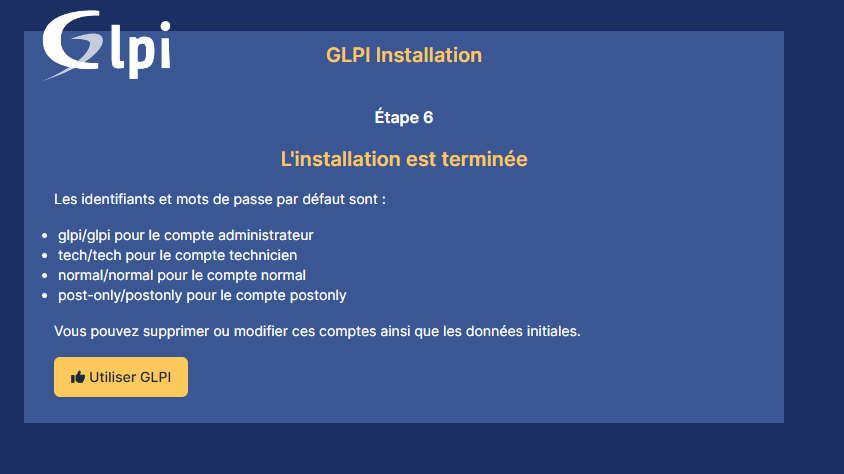 Glpi
GLPI Installation
Étape 6
L'installation est terminée
Les identifiants et mots de passe par défaut sont :
• glpi/glpi pour le compte administrateur
• tech/tech pour le compte technicien
• normal/normal pour le compte normal
• post-only/postonly pour le compte postonly
Vous pouvez supprimer ou modifier ces comptes ainsi que les données initiales.
Utiliser GLPI